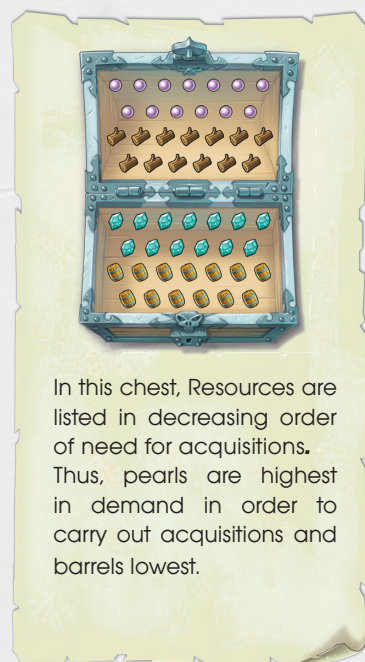 In this chest, Resources are
listed in decreasing order
of need for acquisitions.
Thus, pearls are highest
in demand in order to
carry out acquisitions and
barrels lowest.